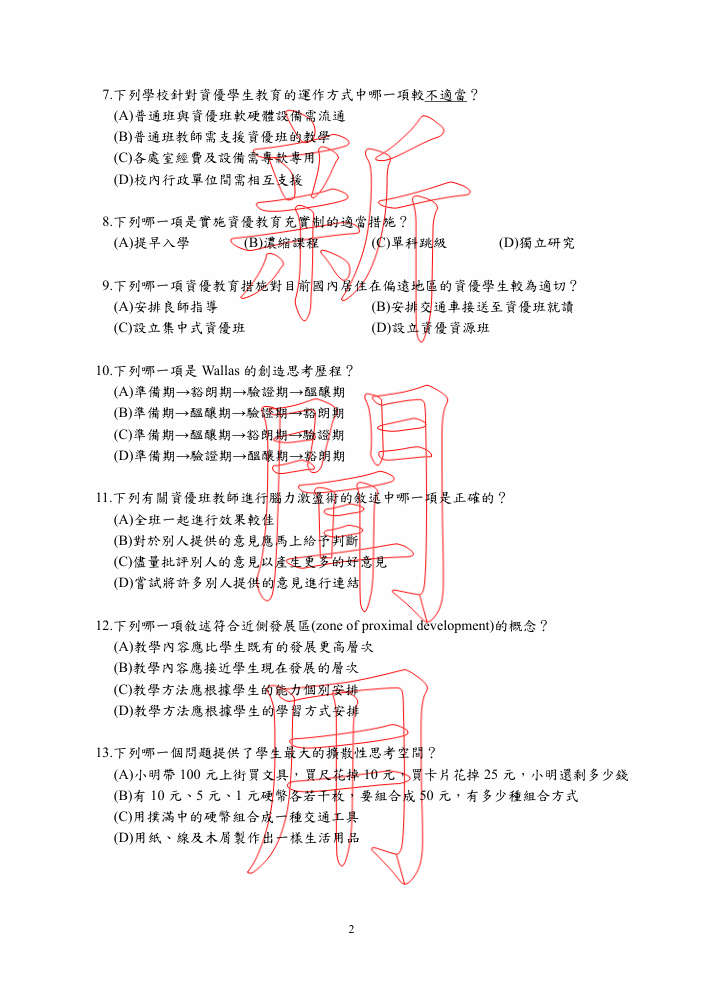 7.下列學校針對資優學生教育的運作方式中哪一項較不適當？
(A)普通班與資優班軟硬體設備需流通
(B)普通班教師需支援資優班的教學
(C)各處室經費及設備需專款專用
(D)校內行政單位間需相互支援
8.下列哪一項是實施資優教育充實制的適當措施？
(A)提早入學 (B)濃縮課程 (C)單科跳級 (D)獨立研究
9.下列哪一項資優教育措施對目前國內居住在偏遠地區的資優學生較為適切？
(A)安排良師指導 (B)安排交通車接送至資優班就讀
(C)設立集中式資優班 (D)設立資優資源班
10.下列哪一項是 Wallas 的創造思考歷程？
(A)準備期→豁朗期→驗證期→醞釀期
(B)準備期→醞釀期→驗證期→豁朗期
(C)準備期→醞釀期→豁朗期→驗證期
(D)準備期→驗證期→醞釀期→豁朗期
11.下列有關資優班教師進行腦力激盪術的敘述中哪一項是正確的？
(A)全班一起進行效果較佳
(B)對於別人提供的意見應馬上給予判斷
(C)儘量批評別人的意見以產生更多的好意見
(D)嘗試將許多別人提供的意見進行連結
12.下列哪一項敘述符合近側發展區(zone of proximal development)的概念？
(A)教學內容應比學生既有的發展更高層次
(B)教學內容應接近學生現在發展的層次
(C)教學方法應根據學生的能力個別安排
(D)教學方法應根據學生的學習方式安排
13.下列哪一個問題提供了學生最大的擴散性思考空間？
(A)小明帶 100 元上街買文具，買尺花掉 10 元，買卡片花掉 25 元，小明還剩多少錢
(B)有 10 元、5 元、1 元硬幣各若干枚，要組合成 50 元，有多少種組合方式
(C)用撲滿中的硬幣組合成一種交通工具
(D)用紙、線及木屑製作出一樣生活用品
新聞用
2